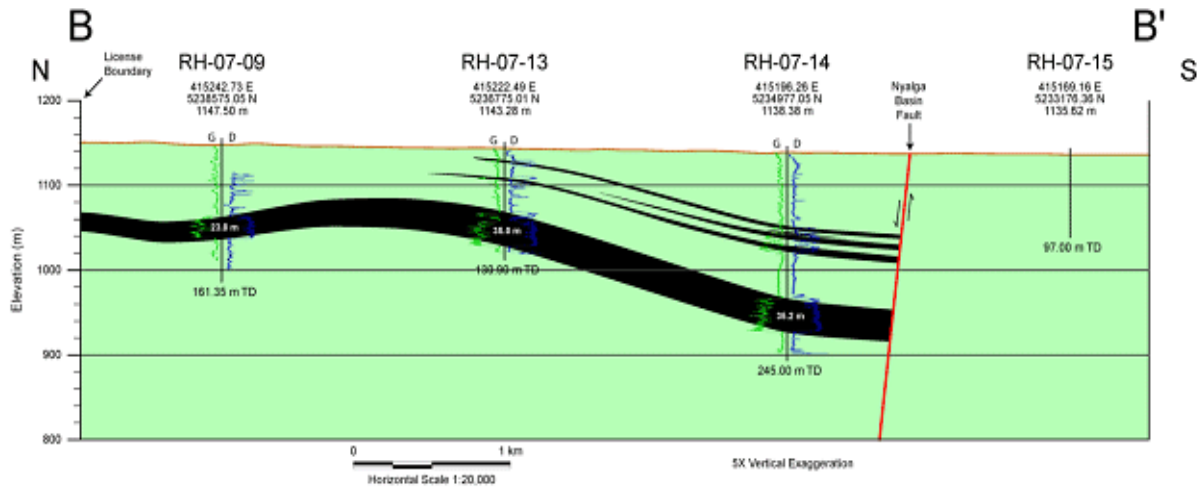 B
B'
N
License
Boundary
RH-07-09
415242.73 E
5238575.05 N
1147.50 m
RH-07-13
415222.49 E
5236775.01 N
1143.28 m
RH-07-14
415196.26 E
5234977.05 N
1138.38 m
Nyalga
Basin
Fault
RH-07-15
415169.16 E
5233176.36 N
1135.62 m
S
1200
G D
G D
G D
1100
23.8 m
Elevation (m)
1000
161.35 m TD
130.90 m TD
97.00 m TD
900
245.00 m TD
800
0 1 km
Horizontal Scale 1:20,000
5X Vertical Exaggeration